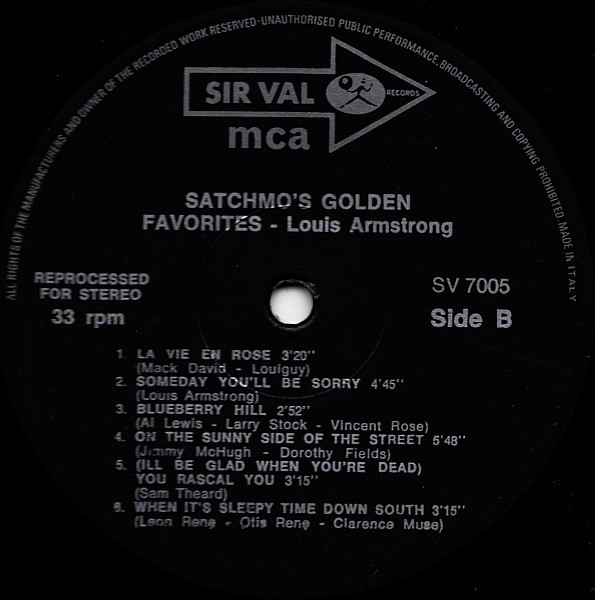 ALL RIGHTS OF THE MANUFACTURERS AND OWNER OF THE RECORDED WORK RESERVED·UNAUTHORISED PUBLIC PERFORMANCE, BROADCASTING AND COPYING PROHIBITED. MADE IN ITALY
SIR VAL
RECORDS
mca
SATCHMO'S GOLDEN
FAVORITES - Louis Armstrong
REPROCESSED
FOR STEREO
33 rpm
SV 7005
Side B
1. LA VIE EN ROSE 3'20''
(Mack David - Louiguy)
2. SOMEDAY YOU'LL BE SORRY 4'45''
(Louis Armstrong)
3. BLUEBERRY HILL 2'52''
(Al Lewis - Larry Stock - Vincent Rose)
4. ON THE SUNNY SIDE OF THE STREET 5'48''
(Jimmy McHugh - Dorothy Fields)
5. (ILL BE GLAD WHEN YOU'RE DEAD)
YOU RASCAL YOU 3'15''
(Sam Theard)
6. WHEN IT'S SLEEPY TIME DOWN SOUTH 3'15''
(Leon Rene - Otis Rene - Clarence Muse)